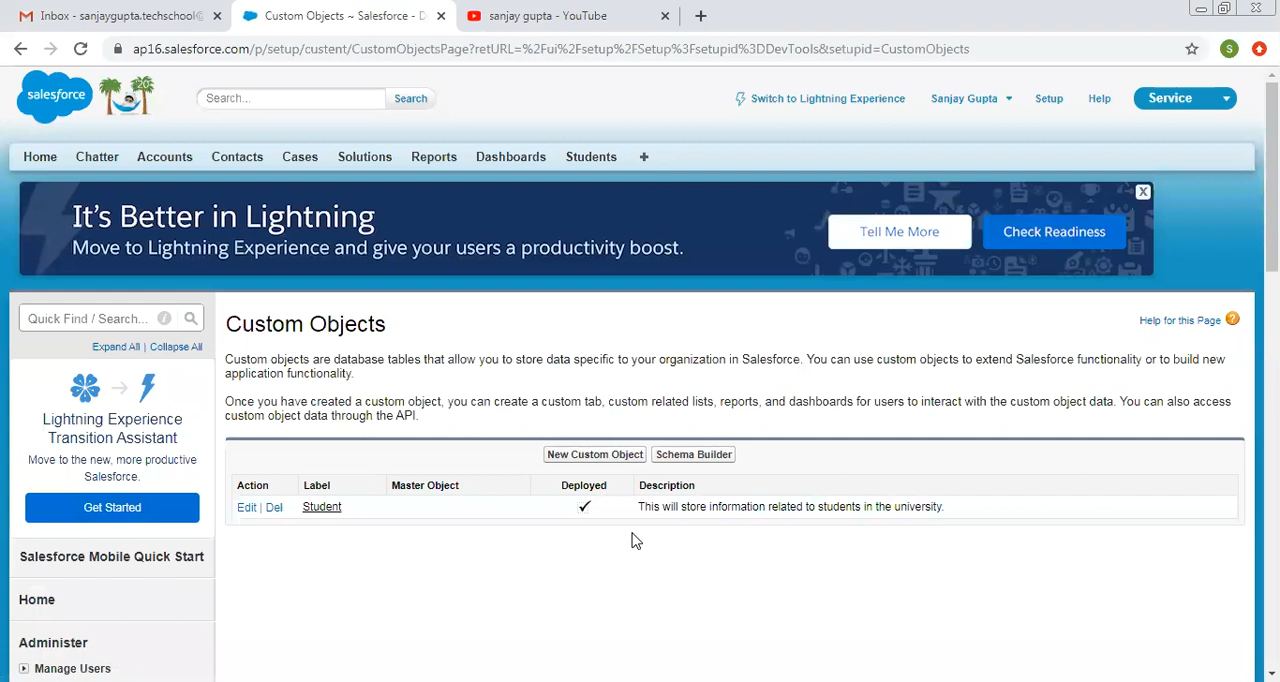 Inbox - sanjaygupta.techschool@
Custom Objects ~ Salesforce - D
sanjay gupta - YouTube
ap16.salesforce.com/p/setup/custent/CustomObjectsPage?retURL=%2Fui%2Fsetup%2FSetup%3Fsetupid%3DDevTools&setupid=CustomObjects
S
salesforce
20
Search...
Search
Switch to Lightning Experience
Sanjay Gupta
Setup
Help
Service
Home
Chatter
Accounts
Contacts
Cases
Solutions
Reports
Dashboards
Students
+
It's Better in Lightning
Move to Lightning Experience and give your users a productivity boost.
Tell Me More
Check Readiness
X
Quick Find / Search...
Expand All | Collapse All
Lightning Experience
Transition Assistant
Move to the new, more productive
Salesforce.
Get Started
Salesforce Mobile Quick Start
Home
Administer
Manage Users
Custom Objects
Help for this Page
Custom objects are database tables that allow you to store data specific to your organization in Salesforce. You can use custom objects to extend Salesforce functionality or to build new
application functionality.
Once you have created a custom object, you can create a custom tab, custom related lists, reports, and dashboards for users to interact with the custom object data. You can also access
custom object data through the API.
New Custom Object
Schema Builder
Action Label Master Object Deployed Description
Edit | Del Student ✓ This will store information related to students in the university.